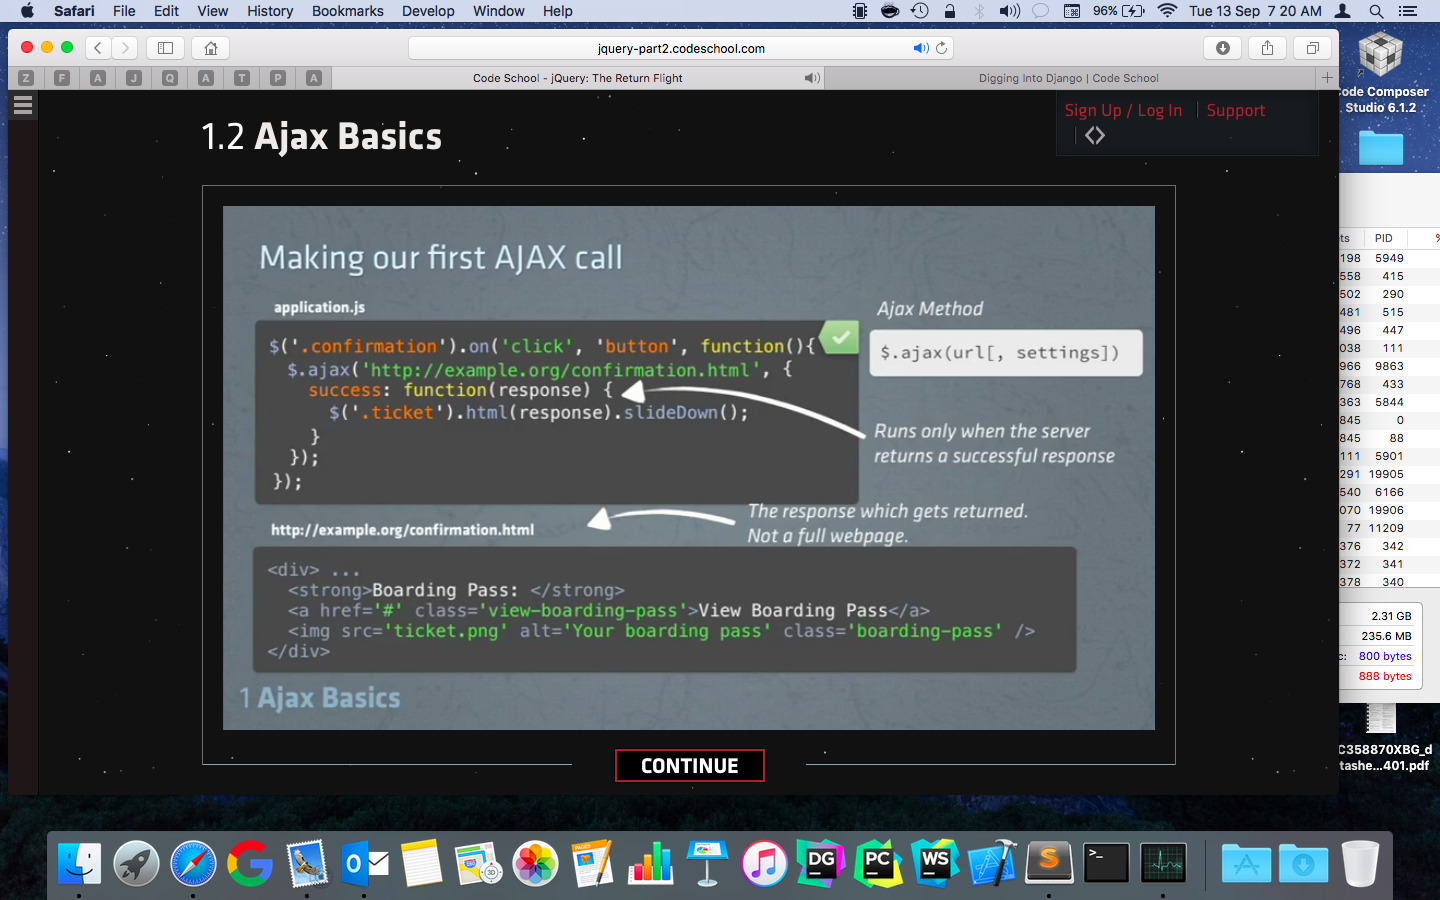 Safari File Edit View History Bookmarks Develop Window Help 96% Tue 13 Sep 7 20 AM
jquery-part2.codeschool.com
Z F A J Q A T P A Code School - jQuery: The Return Flight Digging Into Django | Code School
1.2 Ajax Basics
Sign Up / Log In Support
Making our first AJAX call
application.js
$('.confirmation').on('click', 'button', function(){
$.ajax('http://example.org/confirmation.html', {
success: function(response) {
$('.ticket').html(response).slideDown();
}
});
});
Ajax Method
$.ajax(url[, settings])
Runs only when the server
returns a successful response
The response which gets returned.
Not a full webpage.
http://example.org/confirmation.html
<div> ...
<strong>Boarding Pass: </strong>
<a href='#' class='view-boarding-pass'>View Boarding Pass</a>
<img src='ticket.png' alt='Your boarding pass' class='boarding-pass' />
</div>
1 Ajax Basics
CONTINUE
Code Composer
Studio 6.1.2
PID %
198 5949
558 415
502 290
481 515
496 447
038 111
966 9863
768 433
363 5844
845 0
845 88
111 5901
291 19905
540 6166
070 19906
77 11209
376 342
372 341
378 340
2.31 GB
235.6 MB
c: 800 bytes
888 bytes
C358870XBG_d
tashe...401.pdf
PAGES
DG
PC
WS
S
>_